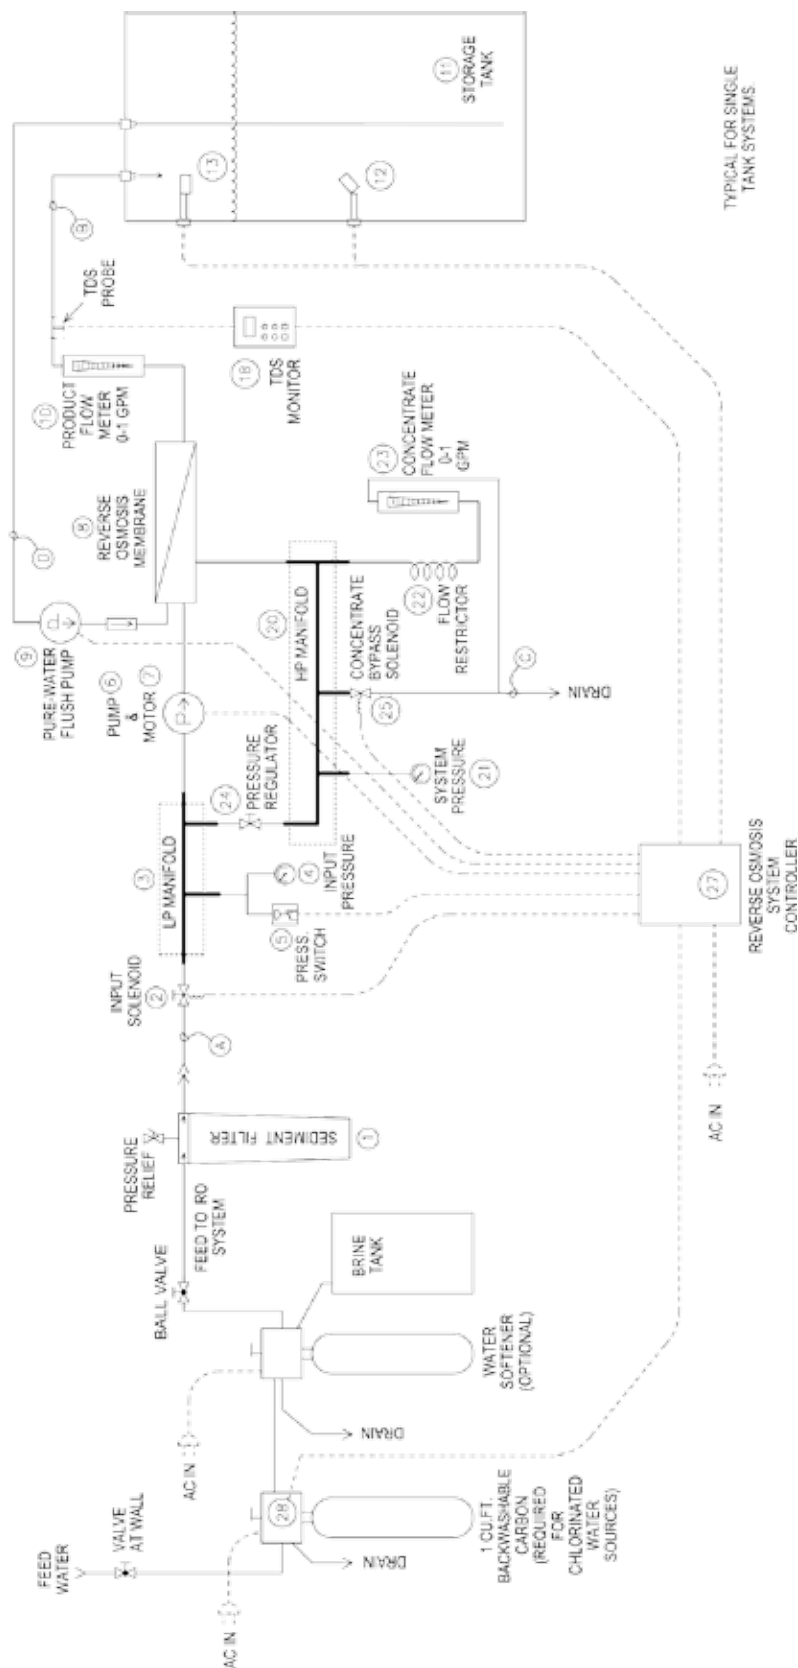 FEED
WATER
VALVE
AT WALL
AC IN
28
DRAIN
1 CU.FT.
BACKWASHABLE
CARBON
(REQUIRED
FOR
CHLORINATED
WATER
SOURCES)
AC IN
DRAIN
WATER
SOFTENER
(OPTIONAL)
BRINE
TANK
BALL VALVE
FEED TO RO
SYSTEM
PRESSURE
RELIEF
SEDIMENT FILTER
1
A
INPUT
SOLENOID
2
3
LP MANIFOLD
5
PRESS.
SWITCH
4
INPUT
PRESSURE
24
PRESSURE
REGULATOR
PUMP 6
&
MOTOR 7
P
9
PURE-WATER
FLUSH PUMP
P
D
8
REVERSE
OSMOSIS
MEMBRANE
20
HP MANIFOLD
SYSTEM
PRESSURE
21
CONCENTRATE
BYPASS
SOLENOID
25
C
DRAIN
22
FLOW
RESTRICTOR
23
CONCENTRATE
FLOW METER
0-1
GPM
10
PRODUCT
FLOW
METER
0-1 GPM
TDS
PROBE
B
18
TDS
MONITOR
13
12
11
STORAGE
TANK
AC IN
27
REVERSE OSMOSIS
SYSTEM
CONTROLLER
TYPICAL FOR SINGLE
TANK SYSTEMS.